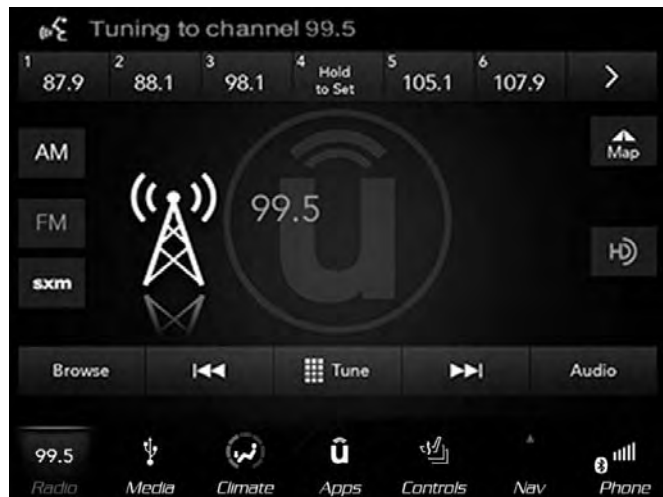 Tuning to channel 99.5
1 87.9 2 88.1 3 98.1 4 Hold to Set 5 105.1 6 107.9
AM
Map
99.5
FM
HD
sxm
û
Browse Tune Audio
99.5 û
Radio Media Climate Apps Controls Nav Phone